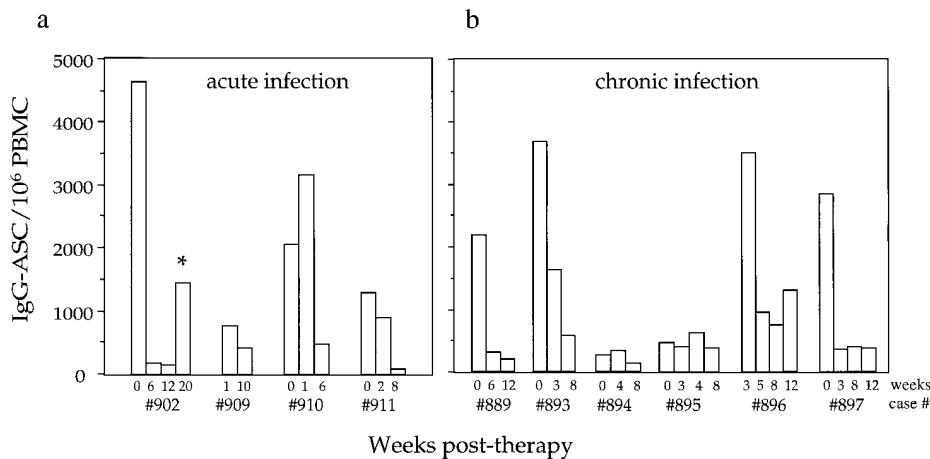 a b
acute infection chronic infection
IgG-ASC/10⁶ PBMC
5000
4000
3000
2000
1000
0
*
0 6 12 20 1 10 0 1 6 0 2 8 0 6 12 0 3 8 0 4 8 0 3 4 8 3 5 8 12 0 3 8 12 weeks
#902 #909 #910 #911 #889 #893 #894 #895 #896 #897 case #
Weeks post-therapy